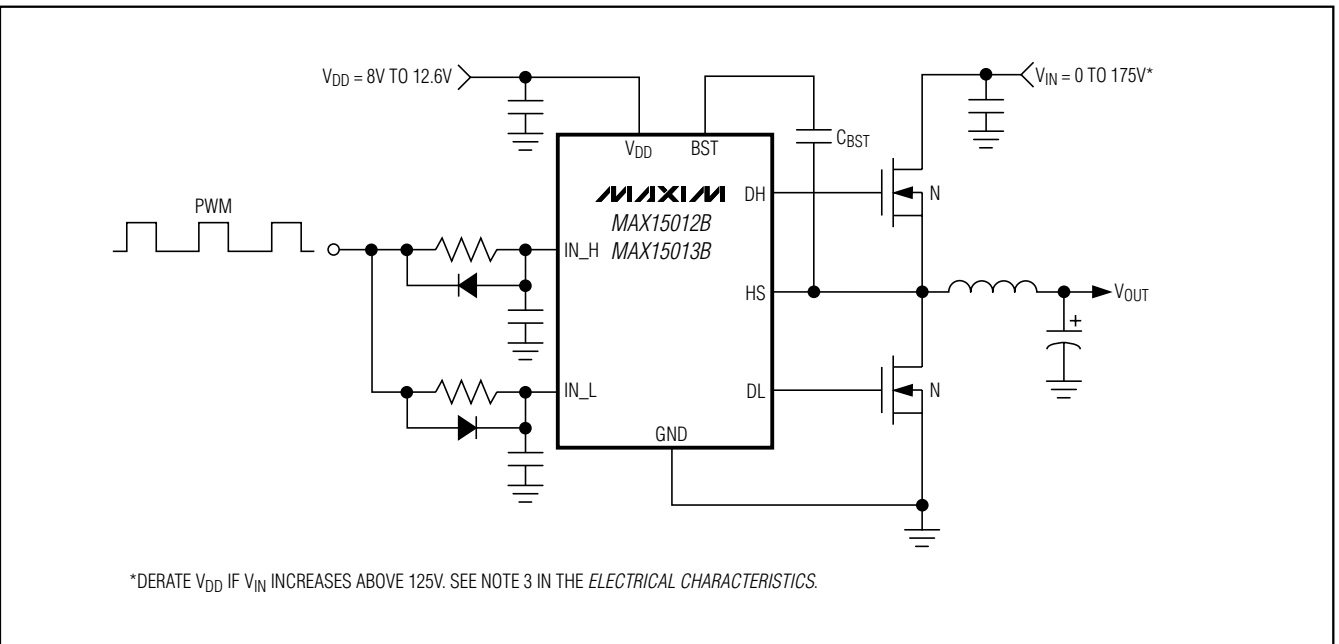 V_DD = 8V TO 12.6V
V_IN = 0 TO 175V*
C_BST
V_DD BST
MAXIM
DH
N
PWM
MAX15012B
IN_H MAX15013B
HS
V_OUT
+
IN_L
DL
N
GND
*DERATE V_DD IF V_IN INCREASES ABOVE 125V. SEE NOTE 3 IN THE ELECTRICAL CHARACTERISTICS.